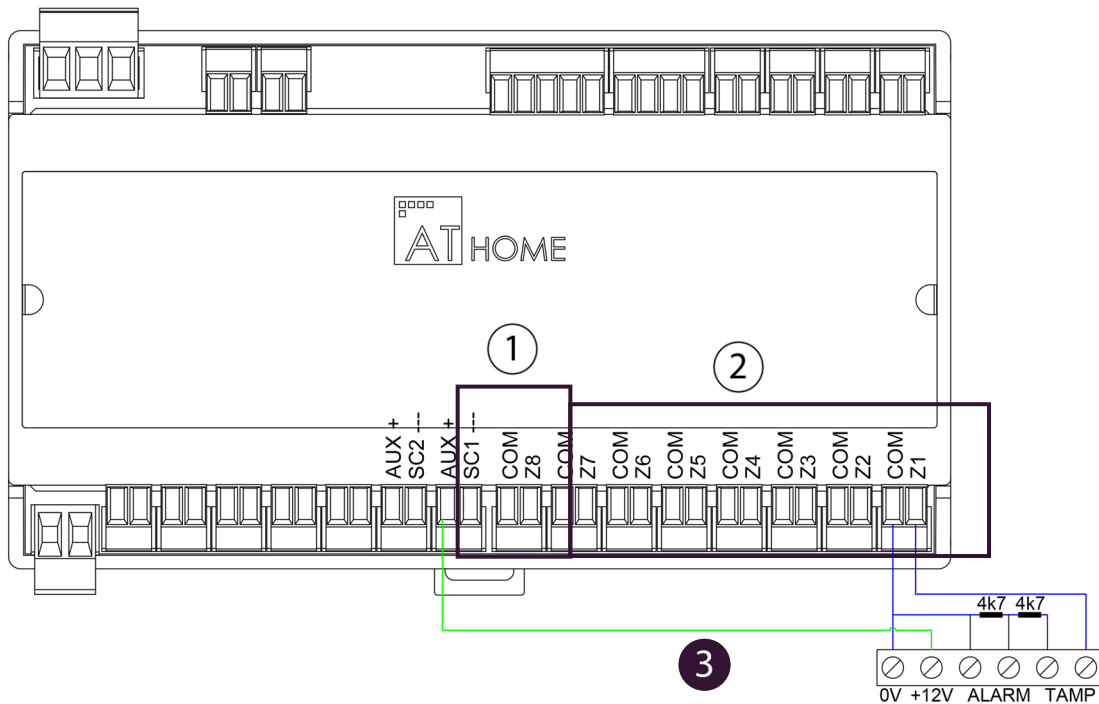 AT HOME
1
2
AUX +
SC2 ---
AUX +
SC1 ---
COM
Z8
COM
Z7
COM
Z6
COM
Z5
COM
Z4
COM
Z3
COM
Z2
COM
Z1
4k7 4k7
3
0V +12V ALARM TAMP